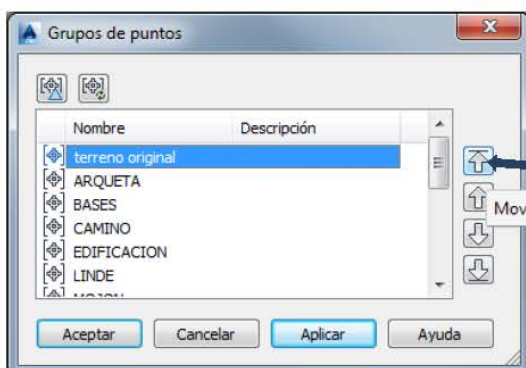 Grupos de puntos
Nombre Descripción
terreno original
ARQUETA
BASES
CAMINO
EDIFICACION
LINDE
Mov
Aceptar Cancelar Aplicar Ayuda